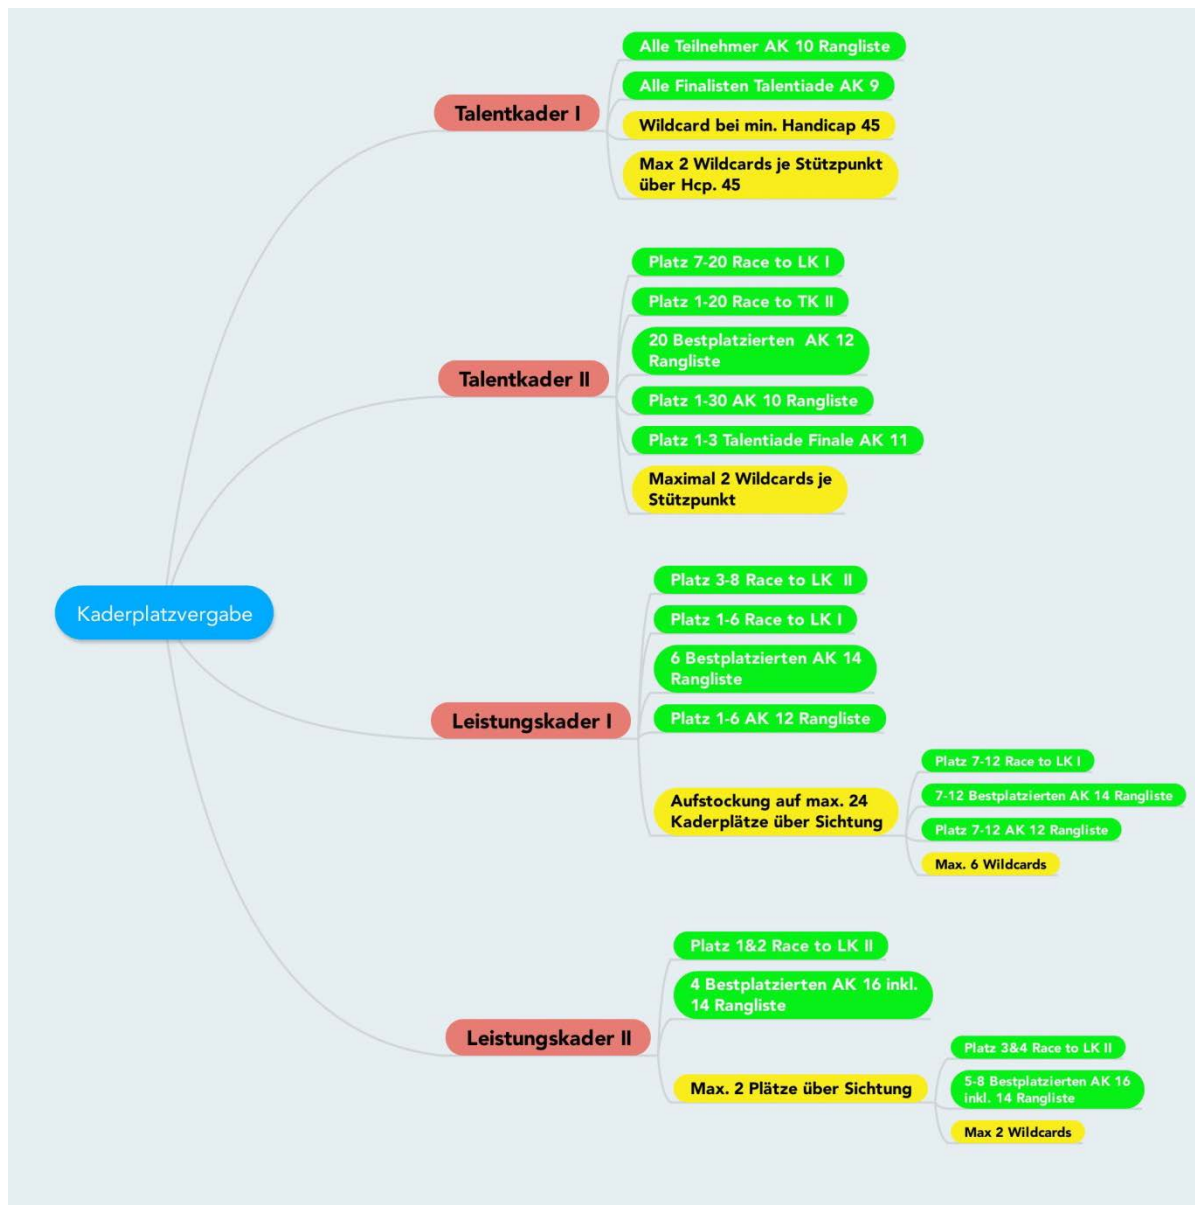 Kaderplatzvergabe
Talentkader I
Alle Teilnehmer AK 10 Rangliste
Alle Finalisten Talentiade AK 9
Wildcard bei min. Handicap 45
Max 2 Wildcards je Stützpunkt
über Hcp. 45
Talentkader II
Platz 7-20 Race to LK I
Platz 1-20 Race to TK II
20 Bestplatzierten AK 12
Rangliste
Platz 1-30 AK 10 Rangliste
Platz 1-3 Talentiade Finale AK 11
Maximal 2 Wildcards je
Stützpunkt
Leistungskader I
Platz 3-8 Race to LK II
Platz 1-6 Race to LK I
6 Bestplatzierten AK 14
Rangliste
Platz 1-6 AK 12 Rangliste
Aufstockung auf max. 24
Kaderplätze über Sichtung
Platz 7-12 Race to LK I
7-12 Bestplatzierten AK 14 Rangliste
Platz 7-12 AK 12 Rangliste
Max. 6 Wildcards
Leistungskader II
Platz 1&2 Race to LK II
4 Bestplatzierten AK 16 inkl.
14 Rangliste
Max. 2 Plätze über Sichtung
Platz 3&4 Race to LK II
5-8 Bestplatzierten AK 16
inkl. 14 Rangliste
Max 2 Wildcards